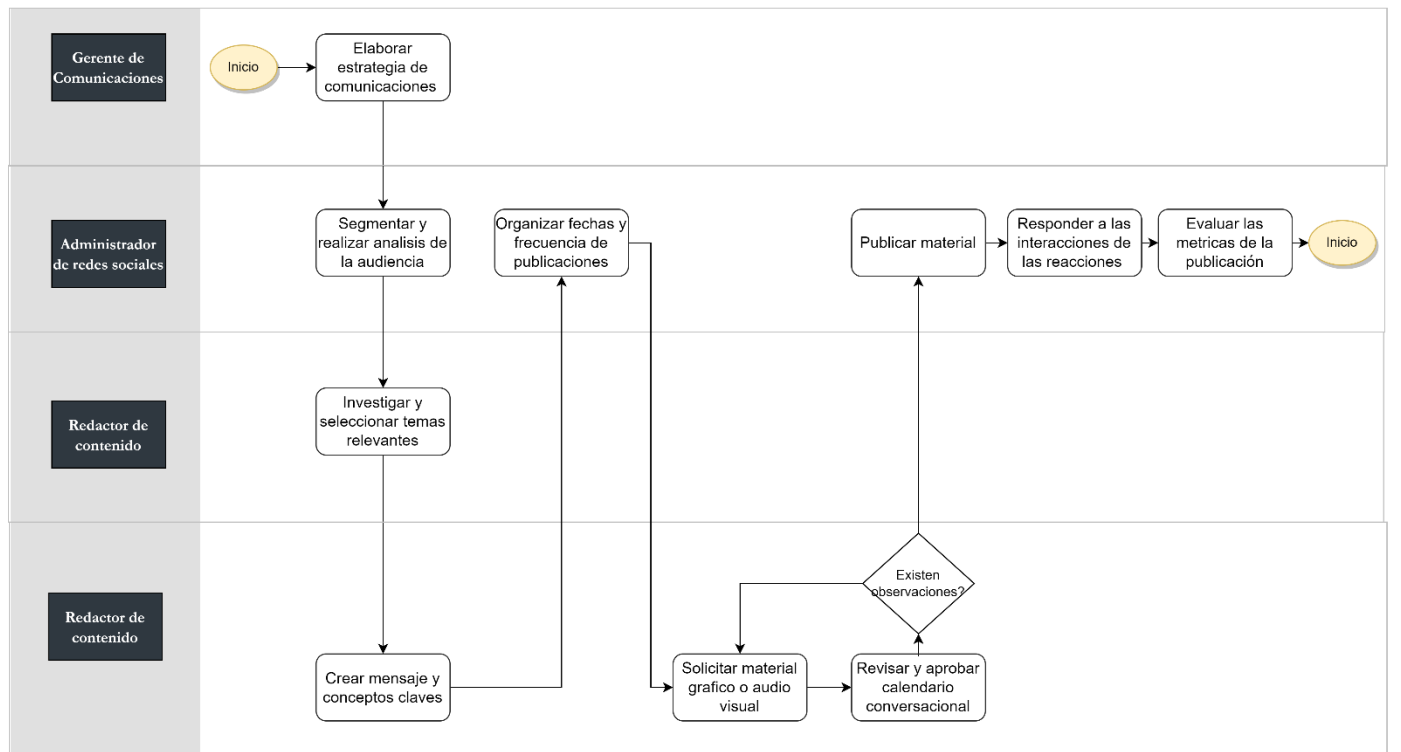 Gerente de
Comunicaciones
Inicio
Elaborar
estrategia de
comunicaciones
Administrador
de redes sociales
Segmentar y
realizar analisis de
la audiencia
Organizar fechas y
frecuencia de
publicaciones
Publicar material
Responder a las
interacciones de
las reacciones
Evaluar las
metricas de la
publicación
Inicio
Redactor de
contenido
Investigar y
seleccionar temas
relevantes
Redactor de
contenido
Crear mensaje y
conceptos claves
Solicitar material
grafico o audio
visual
Revisar y aprobar
calendario
conversacional
Existen
observaciones?